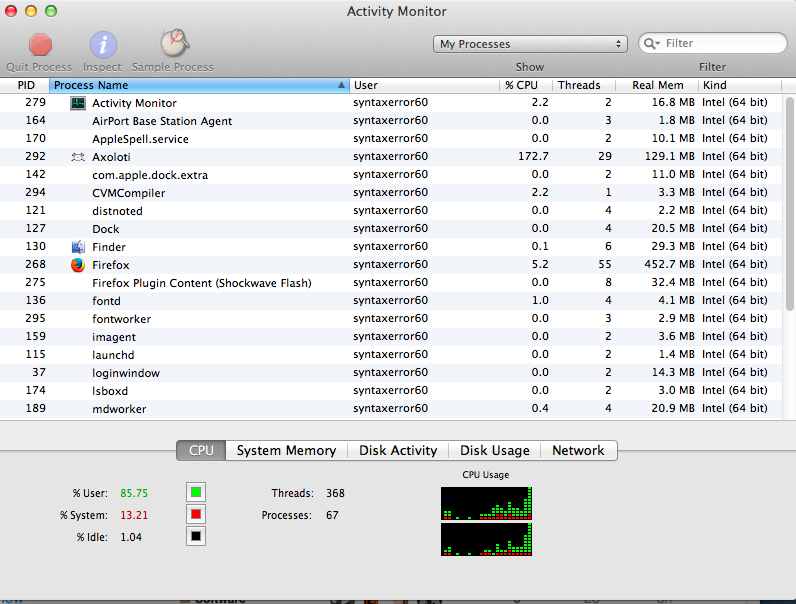 Activity Monitor
Quit Process Inspect Sample Process
My Processes
Filter
Show
Filter
PID Process Name User % CPU Threads Real Mem Kind
279 Activity Monitor syntaxerror60 2.2 2 16.8 MB Intel (64 bit)
164 AirPort Base Station Agent syntaxerror60 0.0 3 1.8 MB Intel (64 bit)
170 AppleSpell.service syntaxerror60 0.0 2 10.1 MB Intel (64 bit)
292 Axoloti syntaxerror60 172.7 29 129.1 MB Intel (64 bit)
142 com.apple.dock.extra syntaxerror60 0.0 2 11.0 MB Intel (64 bit)
294 CVMCompiler syntaxerror60 2.2 1 3.3 MB Intel (64 bit)
121 distnoted syntaxerror60 0.0 4 2.2 MB Intel (64 bit)
127 Dock syntaxerror60 0.0 4 20.5 MB Intel (64 bit)
130 Finder syntaxerror60 0.1 6 29.3 MB Intel (64 bit)
268 Firefox syntaxerror60 5.2 55 452.7 MB Intel (64 bit)
275 Firefox Plugin Content (Shockwave Flash) syntaxerror60 0.0 8 32.4 MB Intel (64 bit)
136 fontd syntaxerror60 1.0 4 4.1 MB Intel (64 bit)
295 fontworker syntaxerror60 0.0 3 2.9 MB Intel (64 bit)
159 imagent syntaxerror60 0.0 2 3.6 MB Intel (64 bit)
115 launchd syntaxerror60 0.0 2 1.4 MB Intel (64 bit)
37 loginwindow syntaxerror60 0.0 2 14.3 MB Intel (64 bit)
174 lsboxd syntaxerror60 0.0 2 3.0 MB Intel (64 bit)
189 mdworker syntaxerror60 0.4 4 20.9 MB Intel (64 bit)
CPU System Memory Disk Activity Disk Usage Network
CPU Usage
% User: 85.75 Threads: 368
% System: 13.21 Processes: 67
% Idle: 1.04